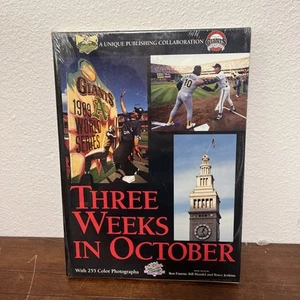 A UNIQUE PUBLISHING COLLABORATION
GIANTS
1989 WORLD
SERIES
THREE
WEEKS
IN OCTOBER
With 255 Color Photographs